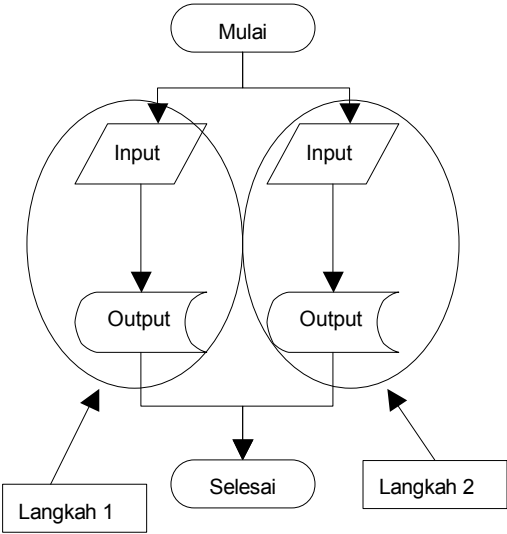 Mulai
Input
Input
Output
Output
Selesai
Langkah 1
Langkah 2